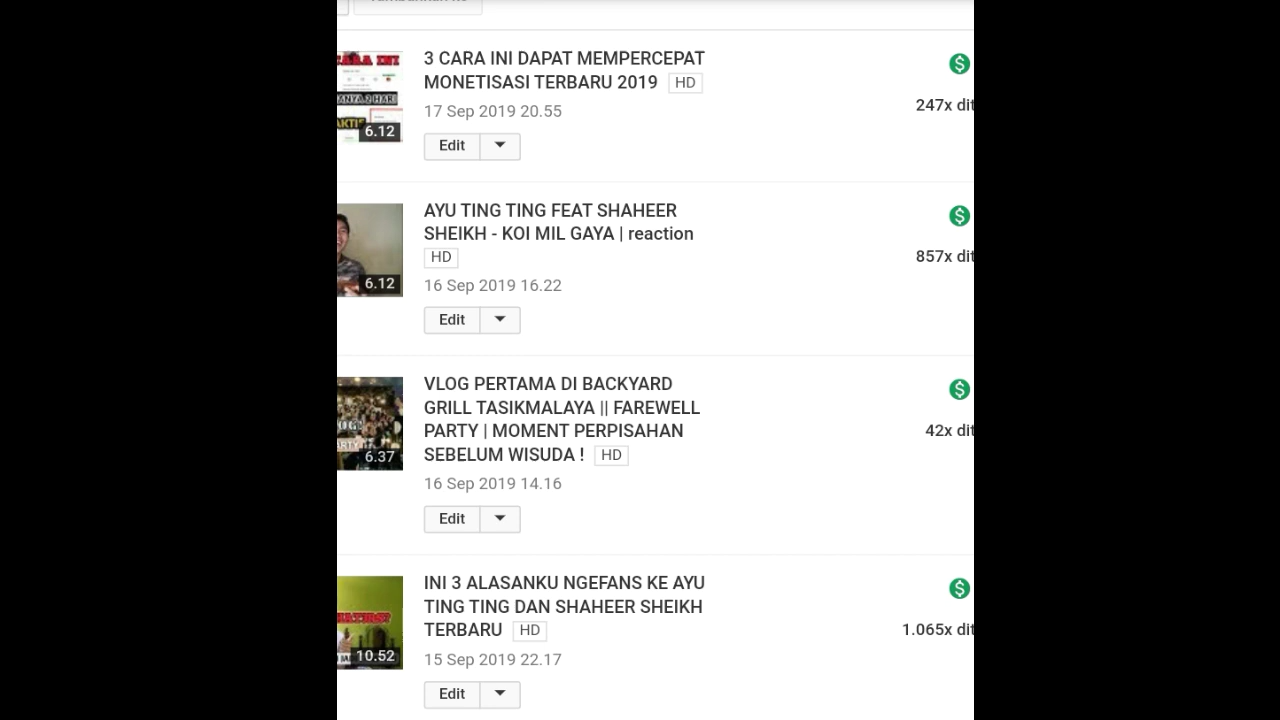 3 CARA INI DAPAT MEMPERCEPAT
MONETISASI TERBARU 2019 HD
17 Sep 2019 20.55
247x dit
Edit
CARA INI
6.12
AYU TING TING FEAT SHAHEER
SHEIKH - KOI MIL GAYA | reaction
HD
16 Sep 2019 16.22
857x dit
Edit
6.12
VLOG PERTAMA DI BACKYARD
GRILL TASIKMALAYA || FAREWELL
PARTY | MOMENT PERPISAHAN
SEBELUM WISUDA ! HD
16 Sep 2019 14.16
42x dit
Edit
6.37
INI 3 ALASANKU NGEFANS KE AYU
TING TING DAN SHAHEER SHEIKH
TERBARU HD
15 Sep 2019 22.17
1.065x dit
Edit
10.52